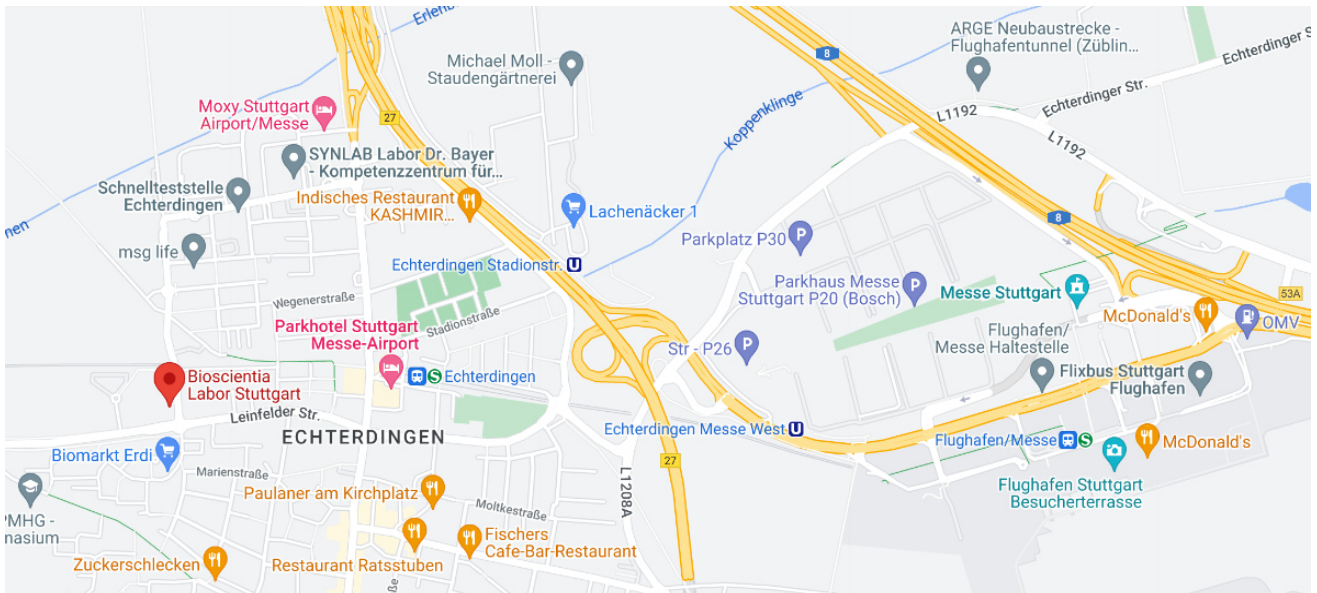 Erlenb
ARGE Neubaustrecke -
Flughafentunnel (Züblin...
8
Echterdinger S
Michael Moll -
Staudengärtnerei
Echterdinger Str.
Moxy Stuttgart
Airport/Messe
27
Koppenklinge
L1192
L1192
SYNLAB Labor Dr. Bayer
- Kompetenzzentrum für...
Schnellteststelle
Echterdingen
Indisches Restaurant
KASHMIR...
Lachenäcker 1
8
nen
msg life
Parkplatz P30
Echterdingen Stadionstr. U
Parkhaus Messe
Stuttgart P20 (Bosch)
P
P
Messe Stuttgart
53A
Wegenerstraße
Stadionstraße
McDonald's
OMV
Parkhotel Stuttgart
Messe-Airport
Flughafen/
Messe Haltestelle
Str - P26
P
Bioscientia
Labor Stuttgart
S Echterdingen
Flixbus Stuttgart
Flughafen
Leinfelder Str.
ECHTERDINGEN
Echterdingen Messe West U
Flughafen/Messe S
McDonald's
Biomarkt Erdi
27
Marienstraße
L1208A
Flughafen Stuttgart
Besucherterrasse
Paulaner am Kirchplatz
Moltkestraße
PMHG -
nasium
Fischers
Cafe-Bar-Restaurant
Zuckerschlecken
Restaurant Ratsstuben